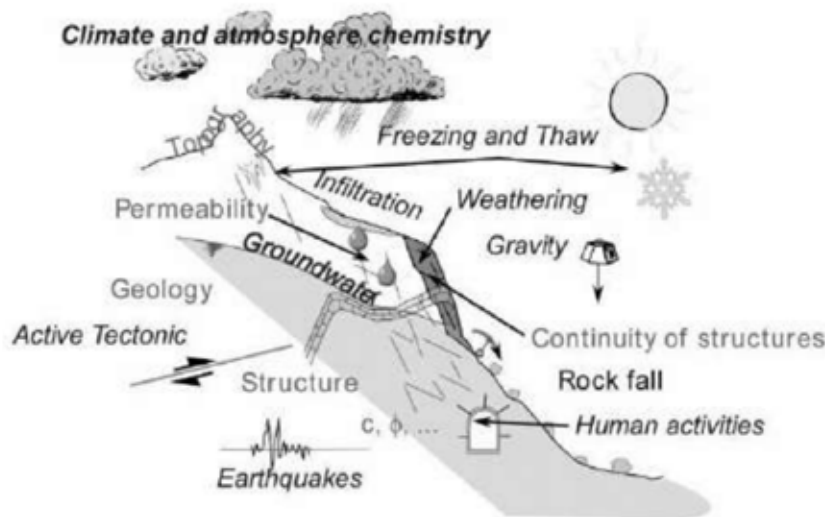 Climate and atmosphere chemistry
Topography
Freezing and Thaw
Infiltration
Permeability
Weathering
Gravity
Groundwater
Geology
Continuity of structures
Active Tectonic
Rock fall
Structure
c, ϕ, ...
Human activities
Earthquakes